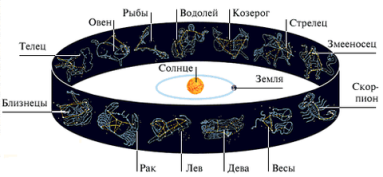 Рыбы Водолей Козерог
Овен Стрелец
Телец Змееносец
Солнце
Земля
Близнецы Скор-
пион
Рак Лев Дева Весы